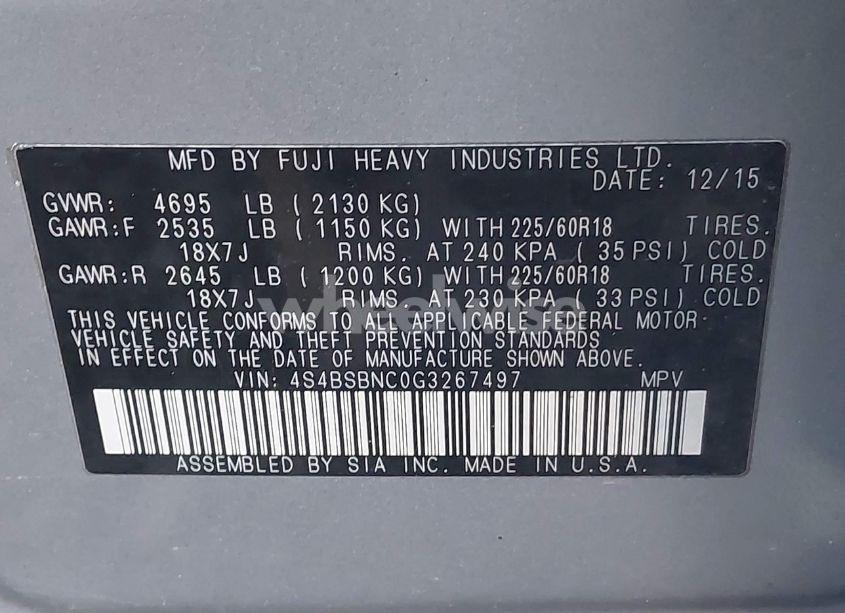 MFD BY FUJI HEAVY INDUSTRIES LTD.
DATE: 12/15
GVWR: 4695 LB ( 2130 KG)
GAWR:F 2535 LB ( 1150 KG) WITH 225/60R18 TIRES.
18X7J RIMS. AT 240 KPA ( 35 PSI) COLD
GAWR:R 2645 LB ( 1200 KG) WITH 225/60R18 TIRES.
18X7J RIMS. AT 230 KPA ( 33 PSI) COLD
wheelwise
THIS VEHICLE CONFORMS TO ALL APPLICABLE FEDERAL MOTOR-
VEHICLE SAFETY AND THEFT PREVENTION STANDARDS
IN EFFECT ON THE DATE OF MANUFACTURE SHOWN ABOVE.
VIN: 4S4BSBNC0G3267497 MPV
ASSEMBLED BY SIA INC. MADE IN U.S.A.